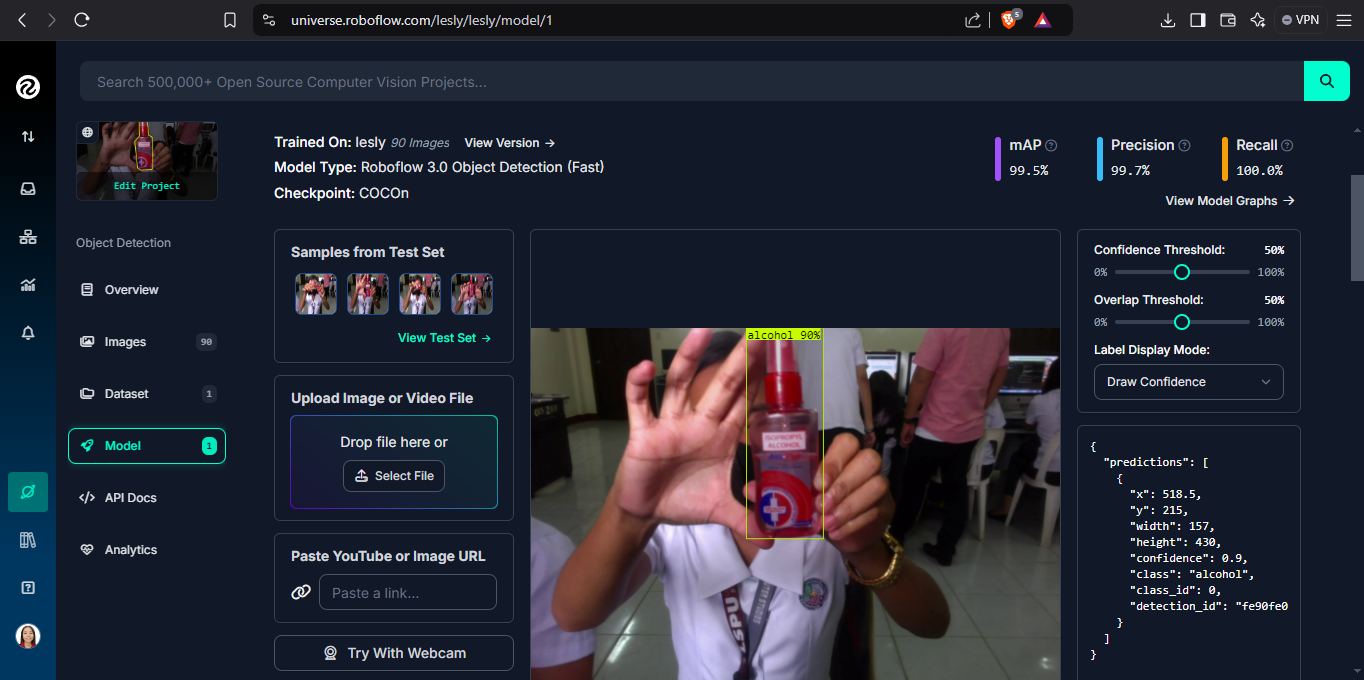 universe.roboflow.com/lesly/lesly/model/1
5
VPN
Search 500,000+ Open Source Computer Vision Projects...
Edit Project
Trained On: lesly 90 Images View Version →
Model Type: Roboflow 3.0 Object Detection (Fast)
Checkpoint: COCOn
mAP
99.5%
Precision
99.7%
Recall
100.0%
View Model Graphs →
Object Detection
Overview
Images 90
Dataset 1
Model 1
API Docs
Analytics
Samples from Test Set
View Test Set →
Upload Image or Video File
Drop file here or
Select File
Paste YouTube or Image URL
Paste a link...
Try With Webcam
alcohol 90%
ISOPROPYL
ALCOHOL
SPU
Confidence Threshold: 50%
0% 100%
Overlap Threshold: 50%
0% 100%
Label Display Mode:
Draw Confidence
{
"predictions": [
{
"x": 518.5,
"y": 215,
"width": 157,
"height": 430,
"confidence": 0.9,
"class": "alcohol",
"class_id": 0,
"detection_id": "fe90fe0
}
]
}